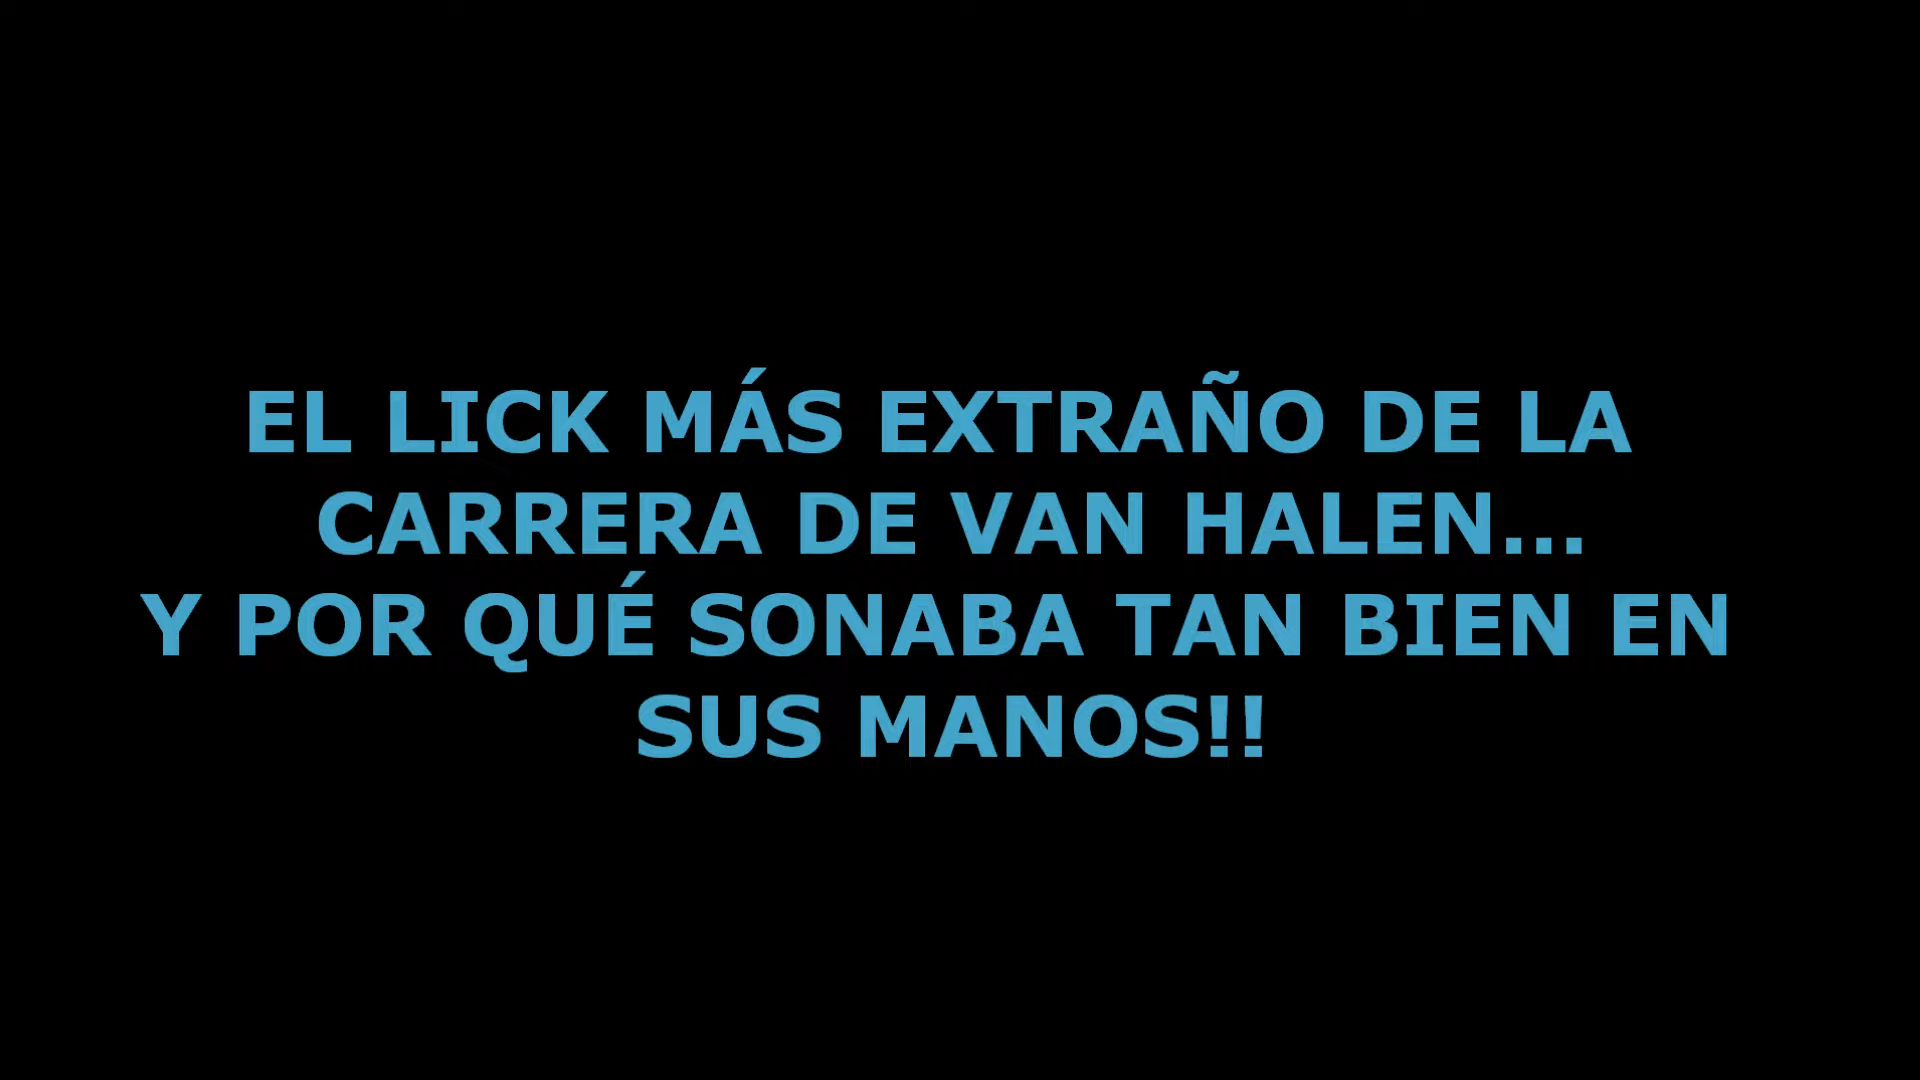 EL LICK MÁS EXTRAÑO DE LA
CARRERA DE VAN HALEN...
Y POR QUÉ SONABA TAN BIEN EN
SUS MANOS!!